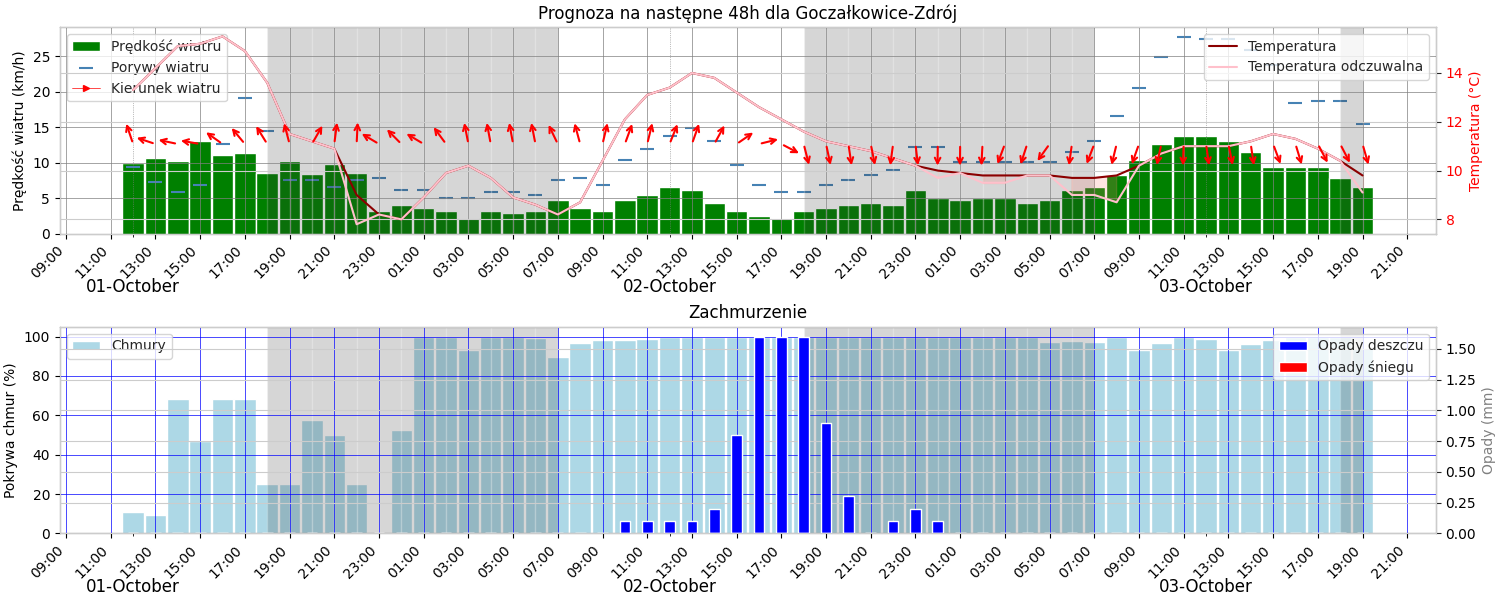 Prognoza na następne 48h dla Goczałkowice-Zdrój
Prędkość wiatru
Porywy wiatru
Kierunek wiatru
Temperatura
Temperatura odczuwalna
Prędkość wiatru (km/h)
25
20
15
10
5
0
Temperatura (°C)
14
12
10
8
09:00 11:00 13:00 15:00 17:00 19:00 21:00 23:00 01:00 03:00 05:00 07:00 09:00 11:00 13:00 15:00 17:00 19:00 21:00 23:00 01:00 03:00 05:00 07:00 09:00 11:00 13:00 15:00 17:00 19:00 21:00
01-October 02-October 03-October
Zachmurzenie
Chmury
Opady deszczu
Opady śniegu
Pokrywa chmur (%)
100
80
60
40
20
0
Opady (mm)
1.50
1.25
1.00
0.75
0.50
0.25
0.00
09:00 11:00 13:00 15:00 17:00 19:00 21:00 23:00 01:00 03:00 05:00 07:00 09:00 11:00 13:00 15:00 17:00 19:00 21:00 23:00 01:00 03:00 05:00 07:00 09:00 11:00 13:00 15:00 17:00 19:00 21:00
01-October 02-October 03-October